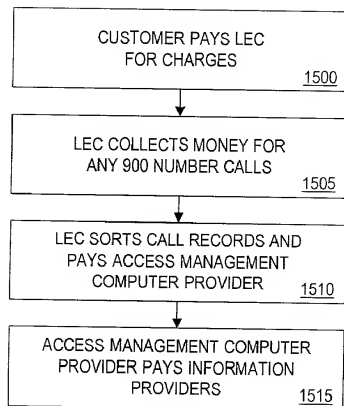 CUSTOMER PAYS LEC
FOR CHARGES
1500
LEC COLLECTS MONEY FOR
ANY 900 NUMBER CALLS
1505
LEC SORTS CALL RECORDS AND
PAYS ACCESS MANAGEMENT
COMPUTER PROVIDER
1510
ACCESS MANAGEMENT COMPUTER
PROVIDER PAYS INFORMATION
PROVIDERS
1515